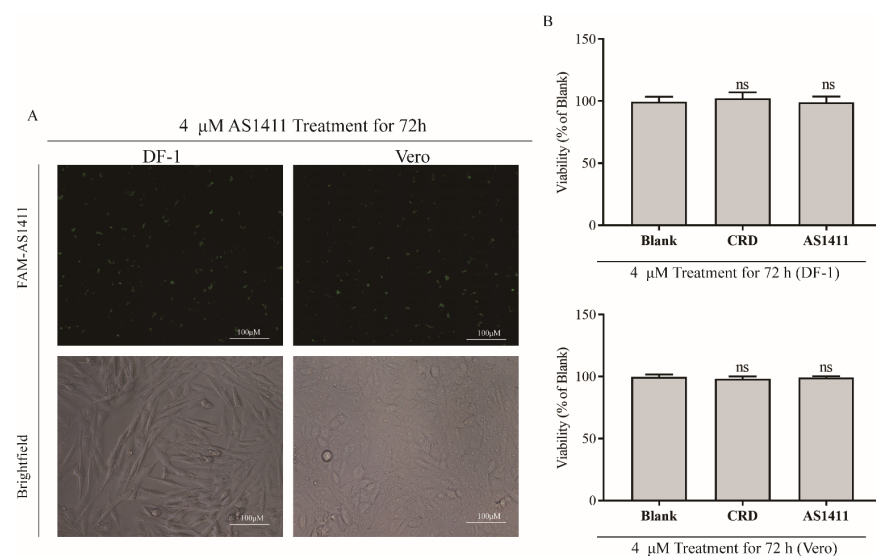 A
4 μM AS1411 Treatment for 72h
DF-1
Vero
FAM-AS1411
100μM
100μM
Brightfield
100μM
100μM
B
Viability (% of Blank)
150
100
50
0
ns
ns
Blank
CRD
AS1411
4 μM Treatment for 72 h (DF-1)
Viability (% of Blank)
150
100
50
0
ns
ns
Blank
CRD
AS1411
4 μM Treatment for 72 h (Vero)